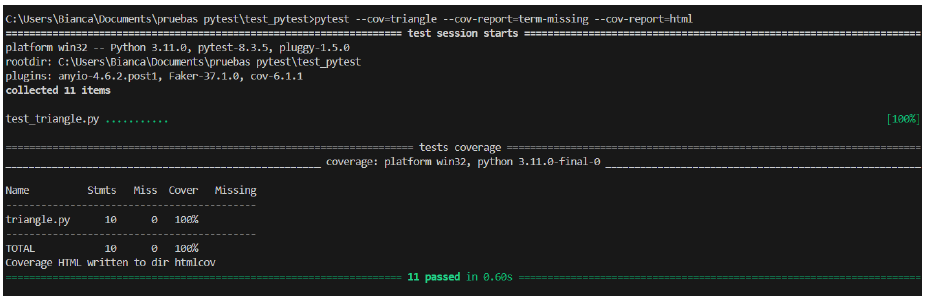 C:\Users\Bianca\Documents\pruebas pytest\test_pytest>pytest --cov=triangle --cov-report=term-missing --cov-report=html
================================================================== test session starts ===================================================================
platform win32 -- Python 3.11.0, pytest-8.3.5, pluggy-1.5.0
rootdir: C:\Users\Bianca\Documents\pruebas pytest\test_pytest
plugins: anyio-4.6.2.post1, Faker-37.1.0, cov-6.1.1
collected 11 items
test_triangle.py ........... [100%]
==================================================================== tests coverage =====================================================================
_____________________________________________________ coverage: platform win32, python 3.11.0-final-0 _____________________________________________________
Name Stmts Miss Cover Missing
------------------------------------------
triangle.py 10 0 100%
------------------------------------------
TOTAL 10 0 100%
Coverage HTML written to dir htmlcov
================================================================== 11 passed in 0.60s ===================================================================